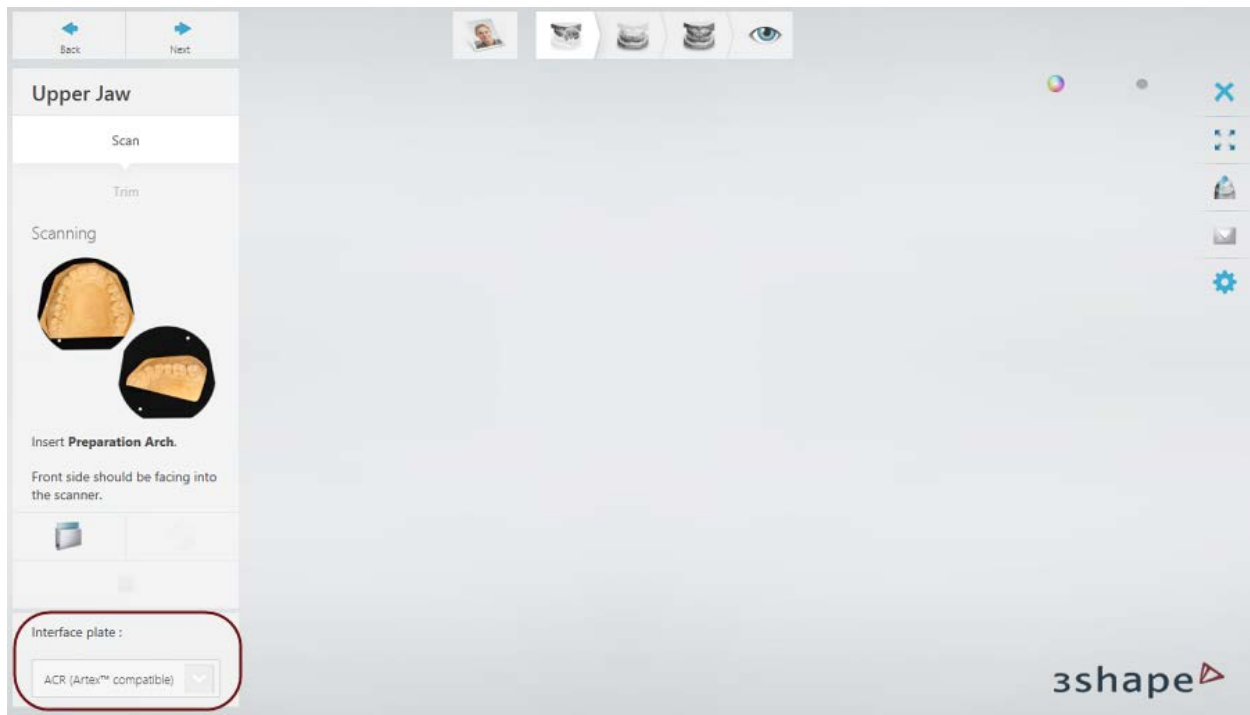 Back
Next
Upper Jaw
Scan
Trim
Scanning
Insert Preparation Arch.
Front side should be facing into
the scanner.
Interface plate :
ACR (Artex™ compatible)
3shape